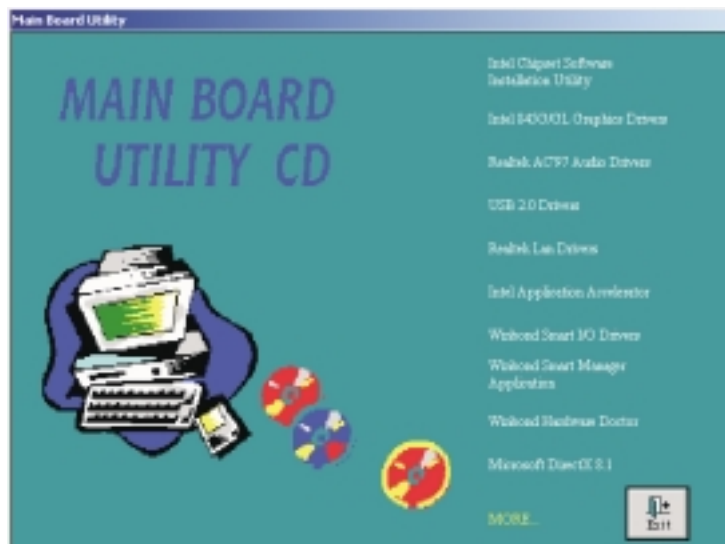 Main Board Utility
MAIN BOARD
UTILITY CD
Intel Chipset Software
Installation Utility
Intel 845G/GL Graphics Drivers
Realtek AC'97 Audio Drivers
USB 2.0 Drivers
Realtek Lan Drivers
Intel Application Accelerator
Winbond Smart I/O Drivers
Winbond Smart Manager
Application
Winbond Hardware Doctor
Microsoft DirectX 8.1
MORE...
Exit